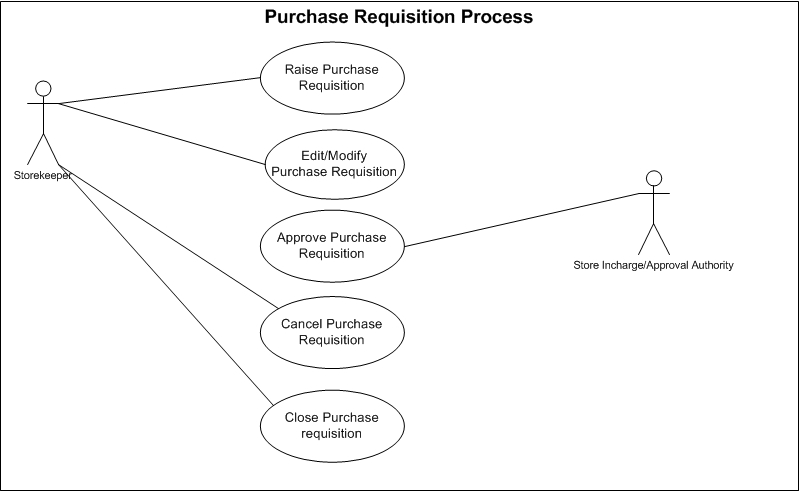 Purchase Requisition Process
Raise Purchase
Requisition
Edit/Modify
Purchase Requisition
Storekeeper
Approve Purchase
Requisition
Store Incharge/Approval Authority
Cancel Purchase
Requisition
Close Purchase
requisition